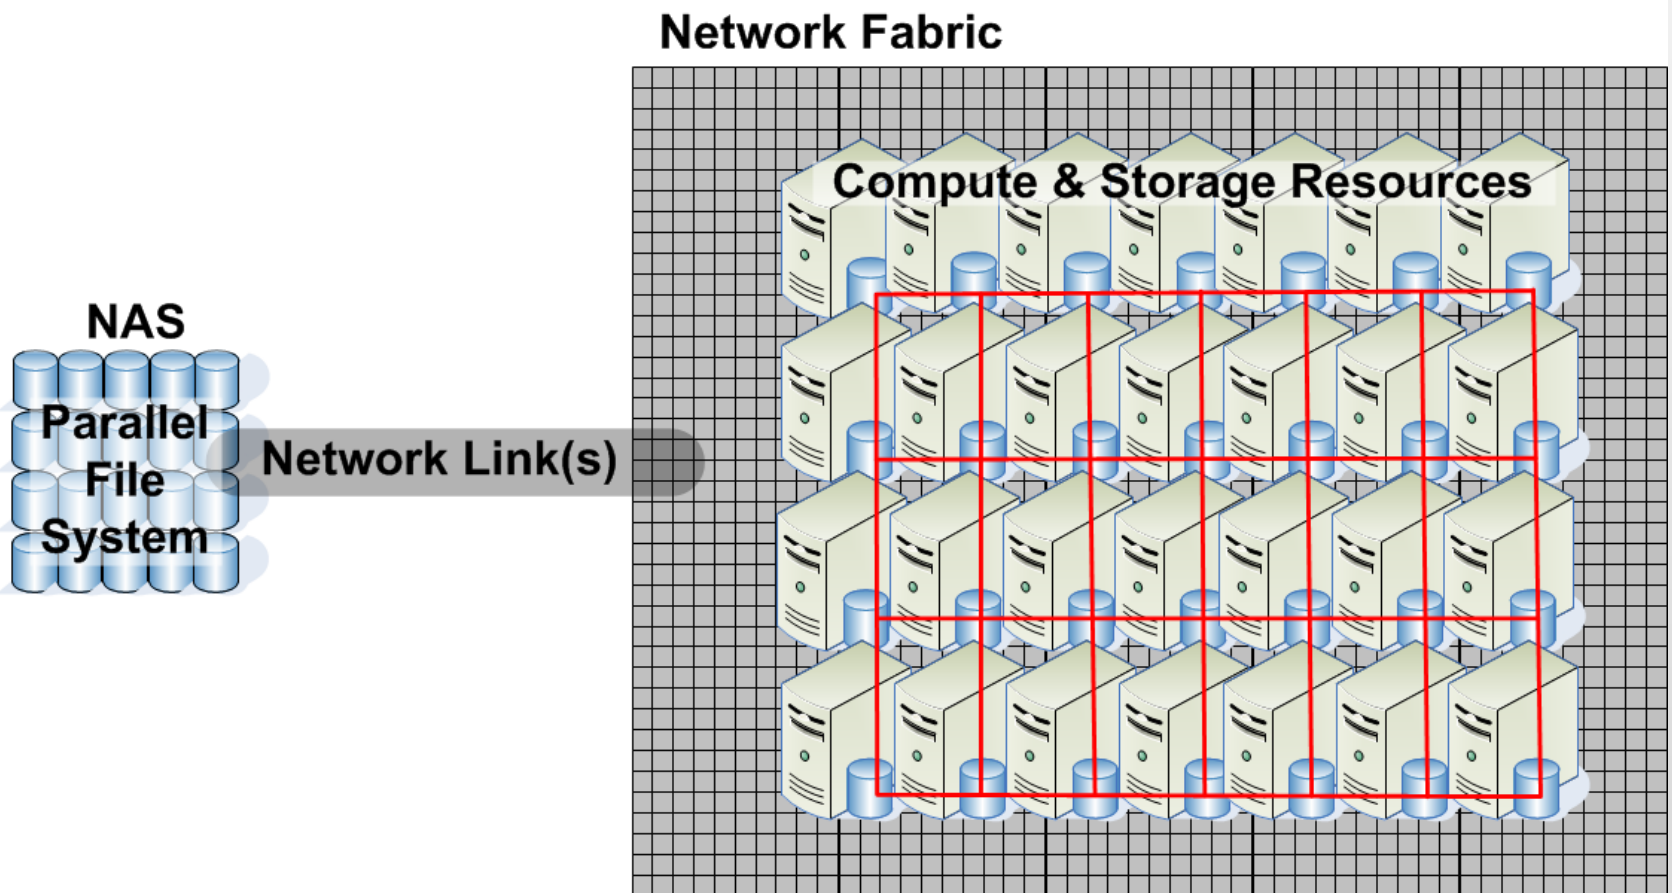 Network Fabric
Compute & Storage Resources
NAS
Parallel
File
System
Network Link(s)